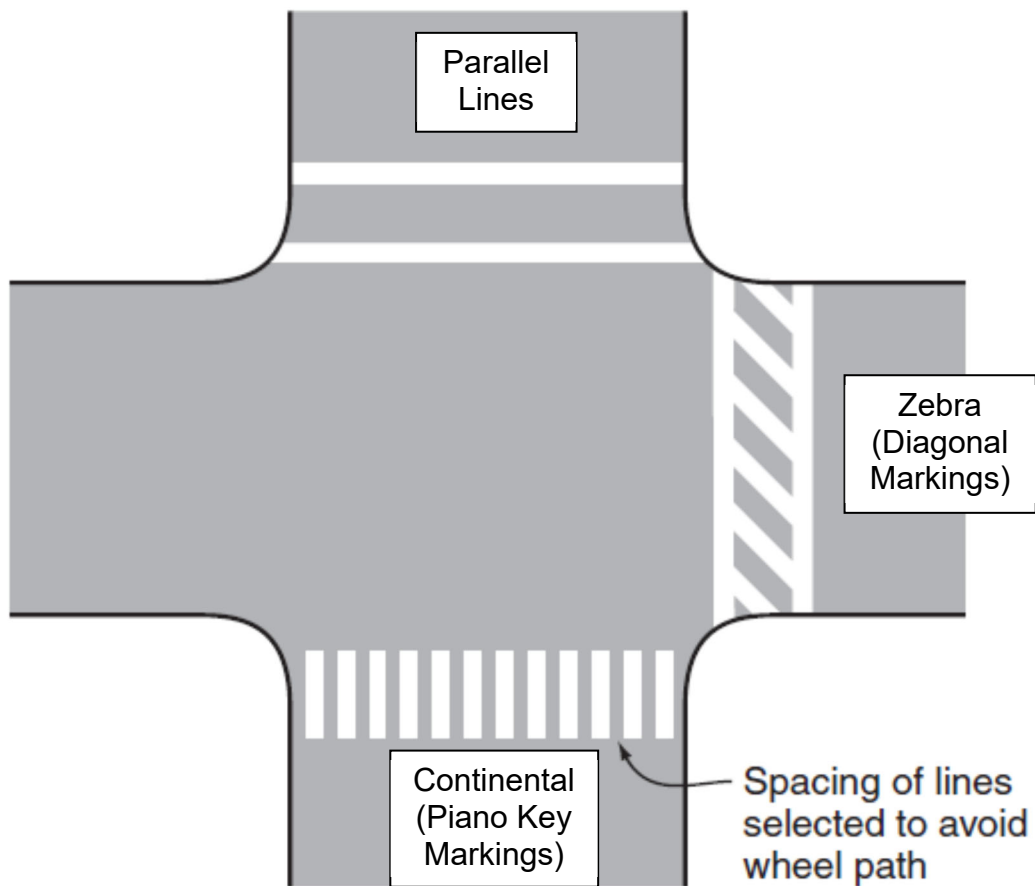 Parallel
Lines
Zebra
(Diagonal
Markings)
Continental
(Piano Key
Markings)
Spacing of lines
selected to avoid
wheel path